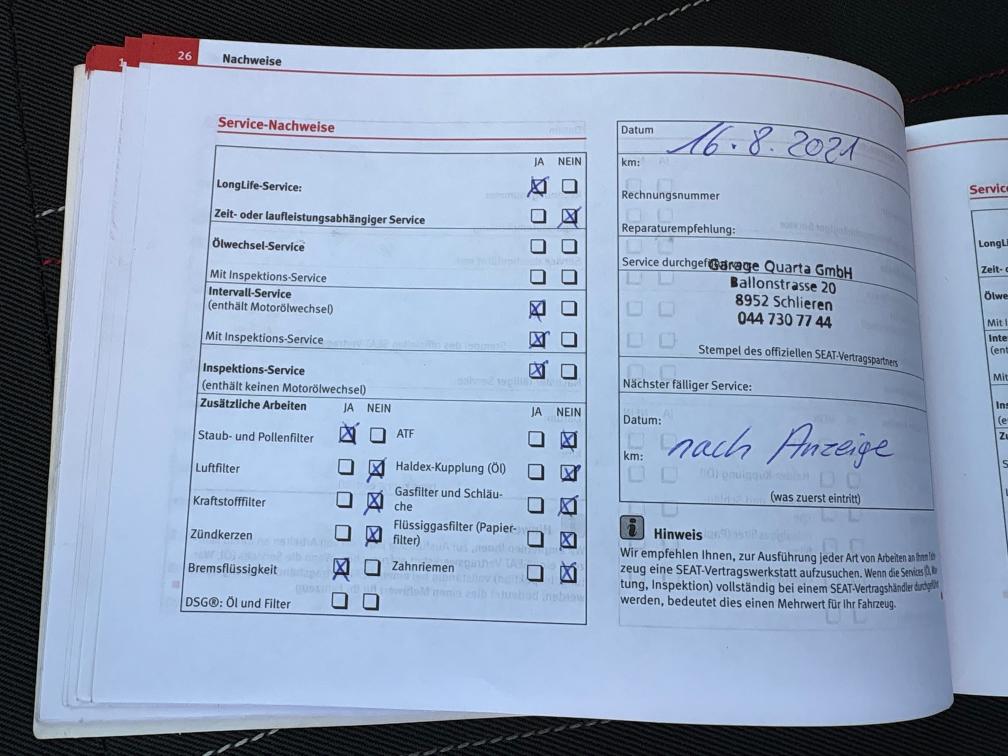 26 Nachweise
Service-Nachweise
JA NEIN
LongLife-Service:
Zeit- oder laufleistungsabhängiger Service
Ölwechsel-Service
Mit Inspektions-Service
Intervall-Service
(enthält Motorölwechsel)
Mit Inspektions-Service
Inspektions-Service
(enthält keinen Motorölwechsel)
Zusätzliche Arbeiten JA NEIN JA NEIN
Staub- und Pollenfilter ATF
Luftfilter Haldex-Kupplung (Öl)
Kraftstofffilter Gasfilter und Schläu-
che
Zündkerzen Flüssiggasfilter (Papier-
filter)
Bremsflüssigkeit Zahnriemen
DSG®: Öl und Filter
Datum 16.8.2021
km:
Rechnungsnummer
Reparaturempfehlung:
Service durchgef
Garage Quarta GmbH
Ballonstrasse 20
8952 Schlieren
044 730 77 44
Stempel des offiziellen SEAT-Vertragspartners
Nächster fälliger Service:
Datum:
km: nach Anzeige
(was zuerst eintritt)
Hinweis
Wir empfehlen Ihnen, zur Ausführung jeder Art von Arbeiten an Ihrem
zeug eine SEAT-Vertragswerkstatt aufzusuchen. Wenn die Services
tung, Inspektion) vollständig bei einem SEAT-Vertragshändler durchgeführt
werden, bedeutet dies einen Mehrwert für Ihr Fahrzeug.